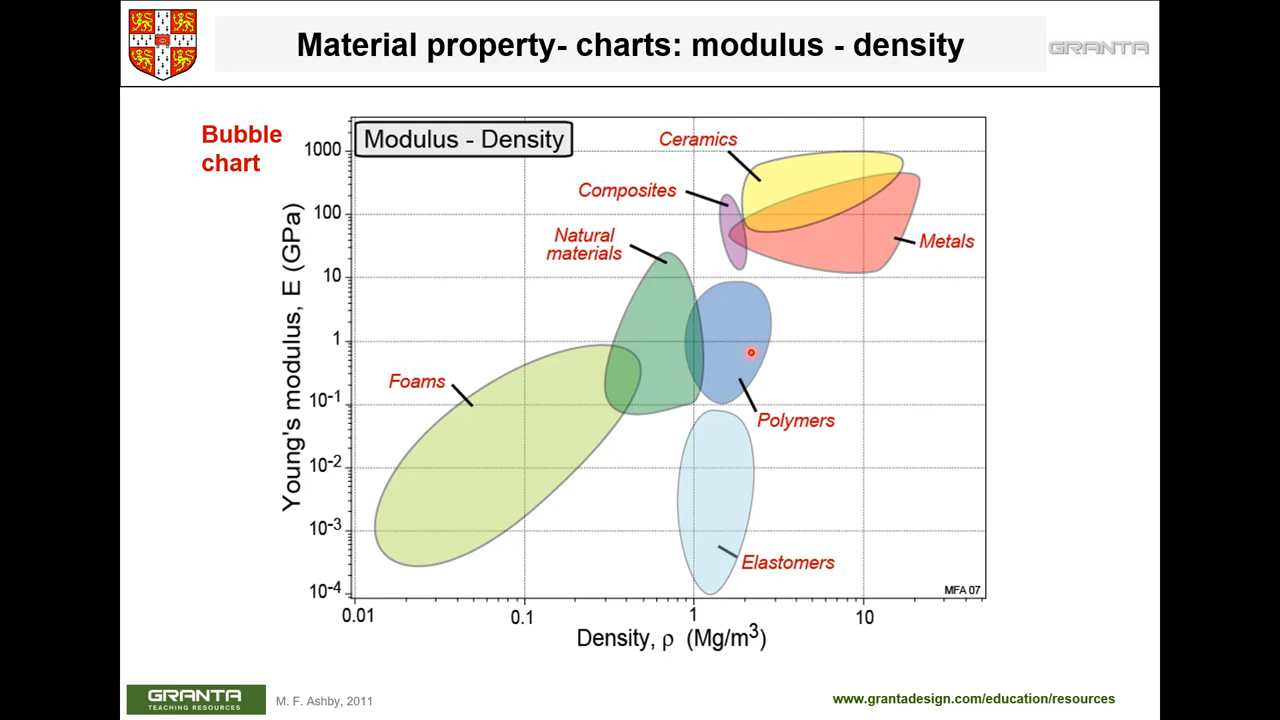 Material property- charts: modulus - density
GRANTA
Bubble
chart
Modulus - Density
Ceramics
Composites
Natural
materials
Metals
Foams
Polymers
Elastomers
Young's modulus, E (GPa)
1000
100
10
1
10-1
10-2
10-3
10-4
0.01
0.1
1
10
MFA 07
Density, ρ (Mg/m3)
GRANTA
TEACHING RESOURCES
M. F. Ashby, 2011
www.grantadesign.com/education/resources